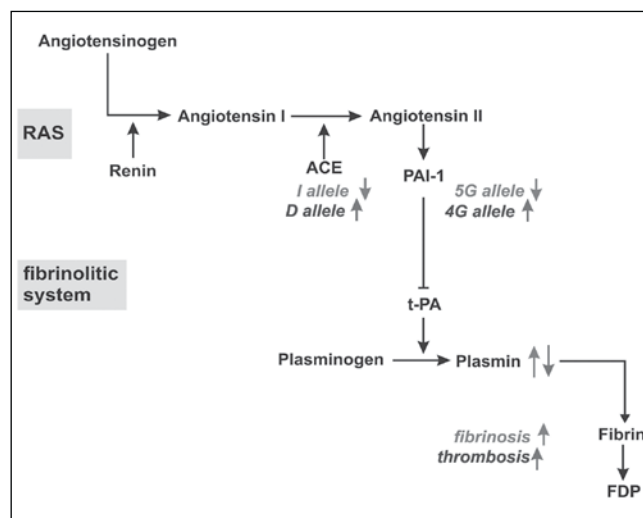 Angiotensinogen
RAS
Angiotensin I
Angiotensin II
Renin
ACE
I allele
D allele
PAI-1
5G allele
4G allele
fibrinolitic
system
t-PA
Plasminogen
Plasmin
fibrinosis
thrombosis
Fibrin
FDP